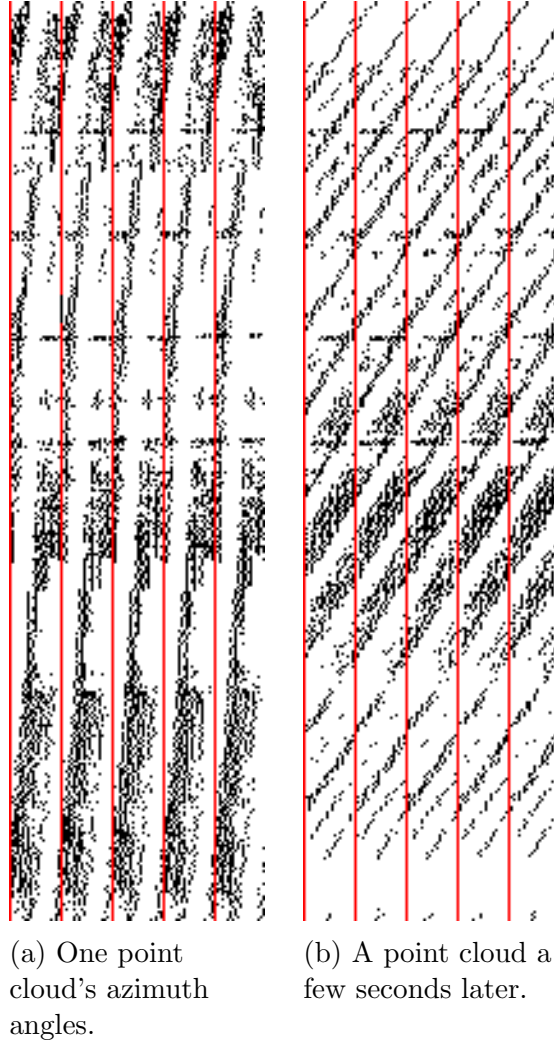 (a) One point
cloud's azimuth
angles.
(b) A point cloud a
few seconds later.